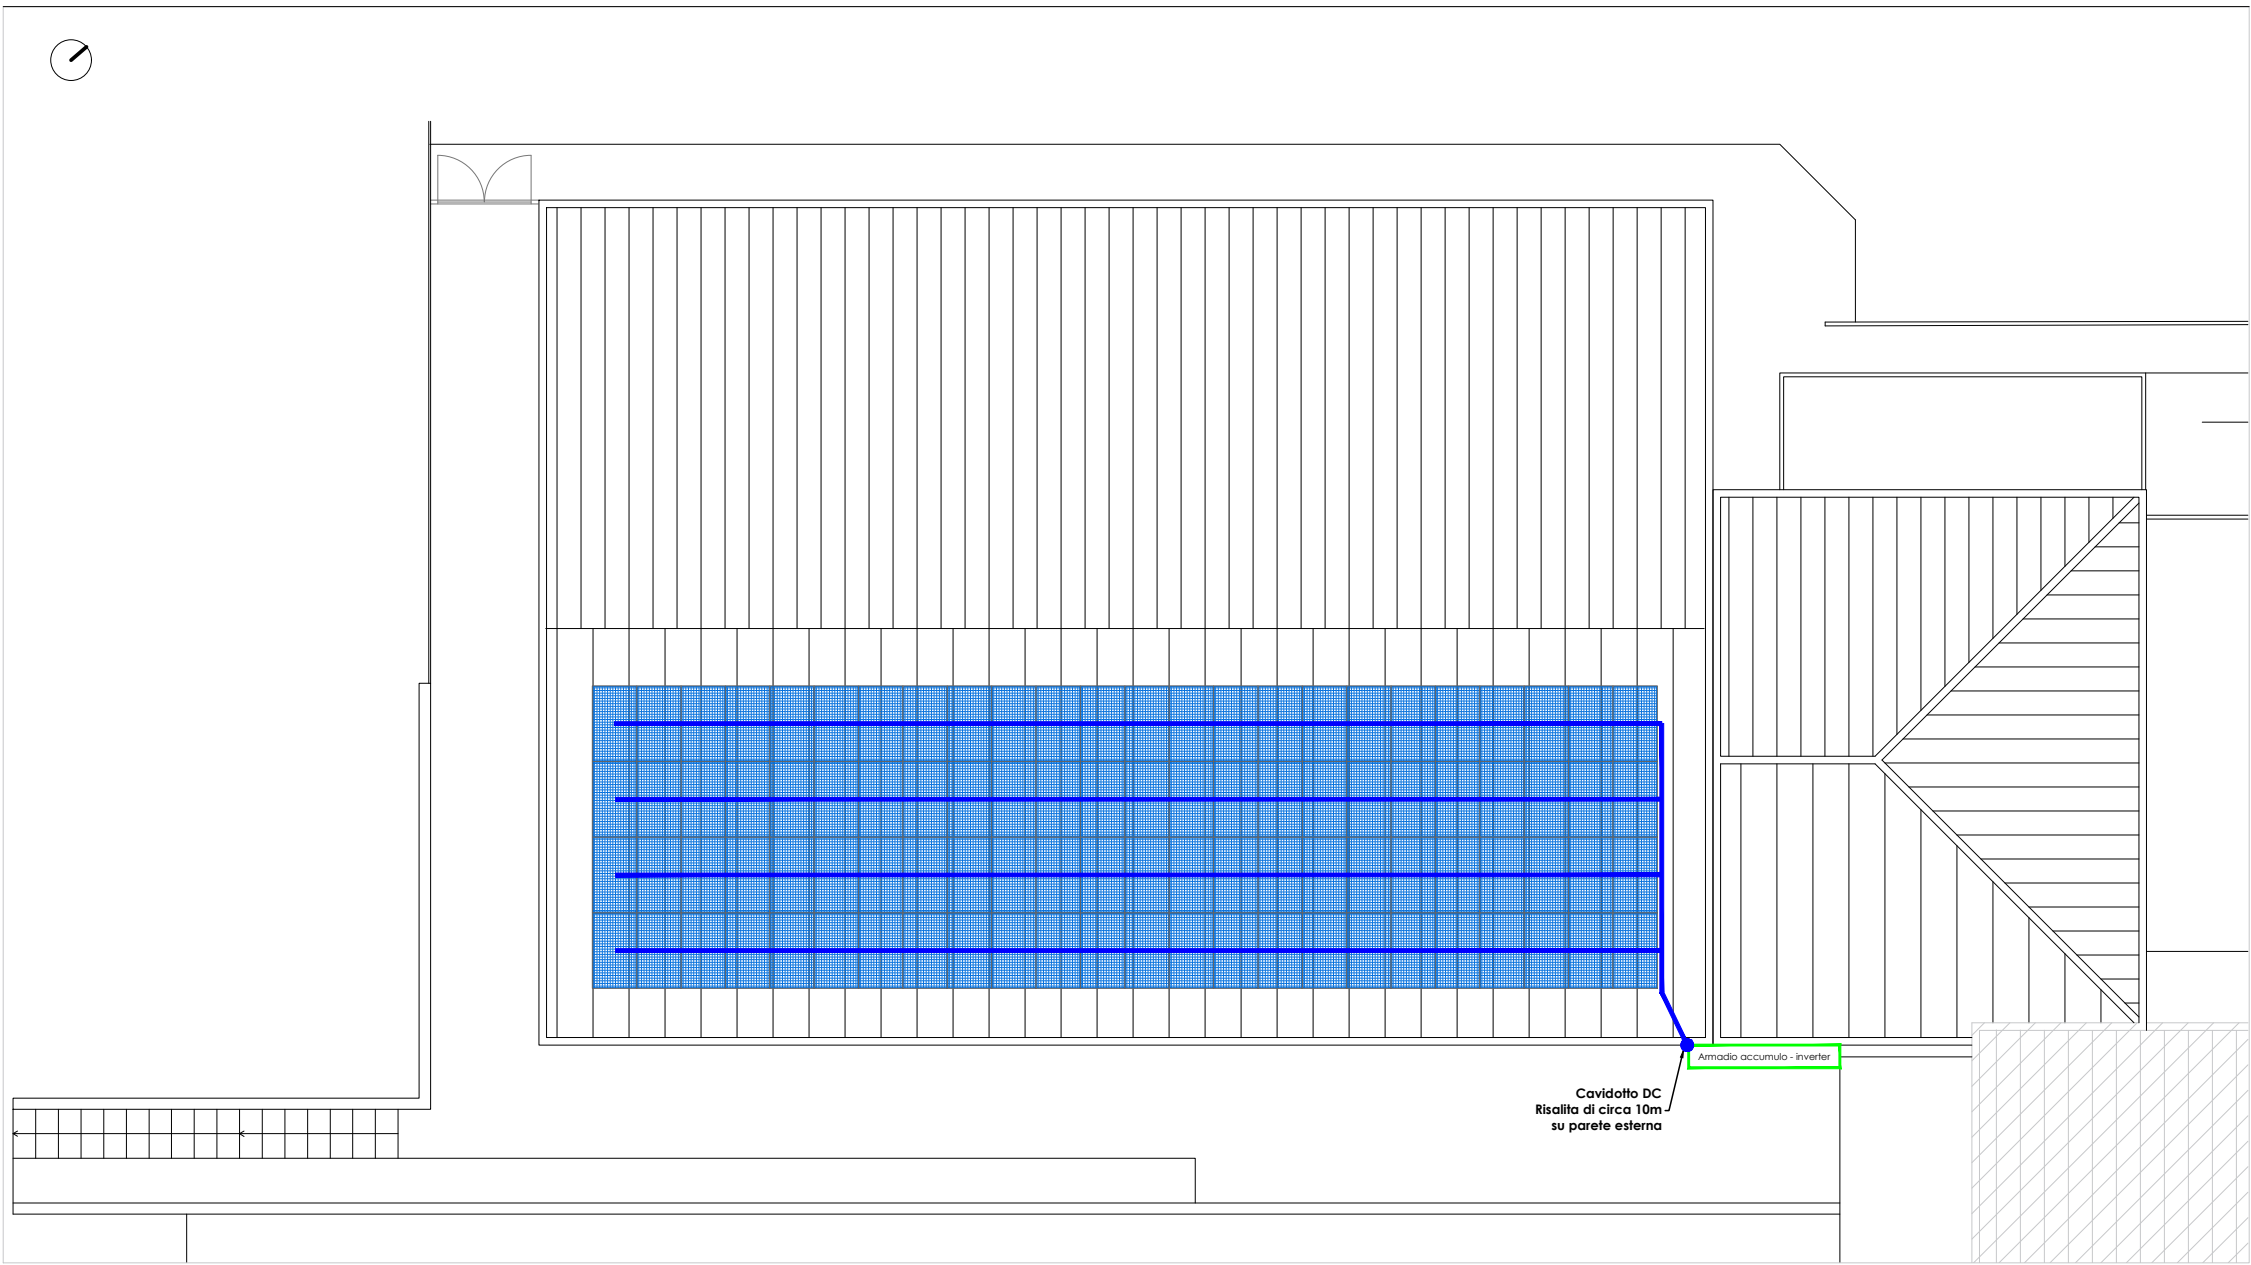 Armadio accumulo - inverter
Cavidotto DC
Risalita di circa 10m
su parete esterna